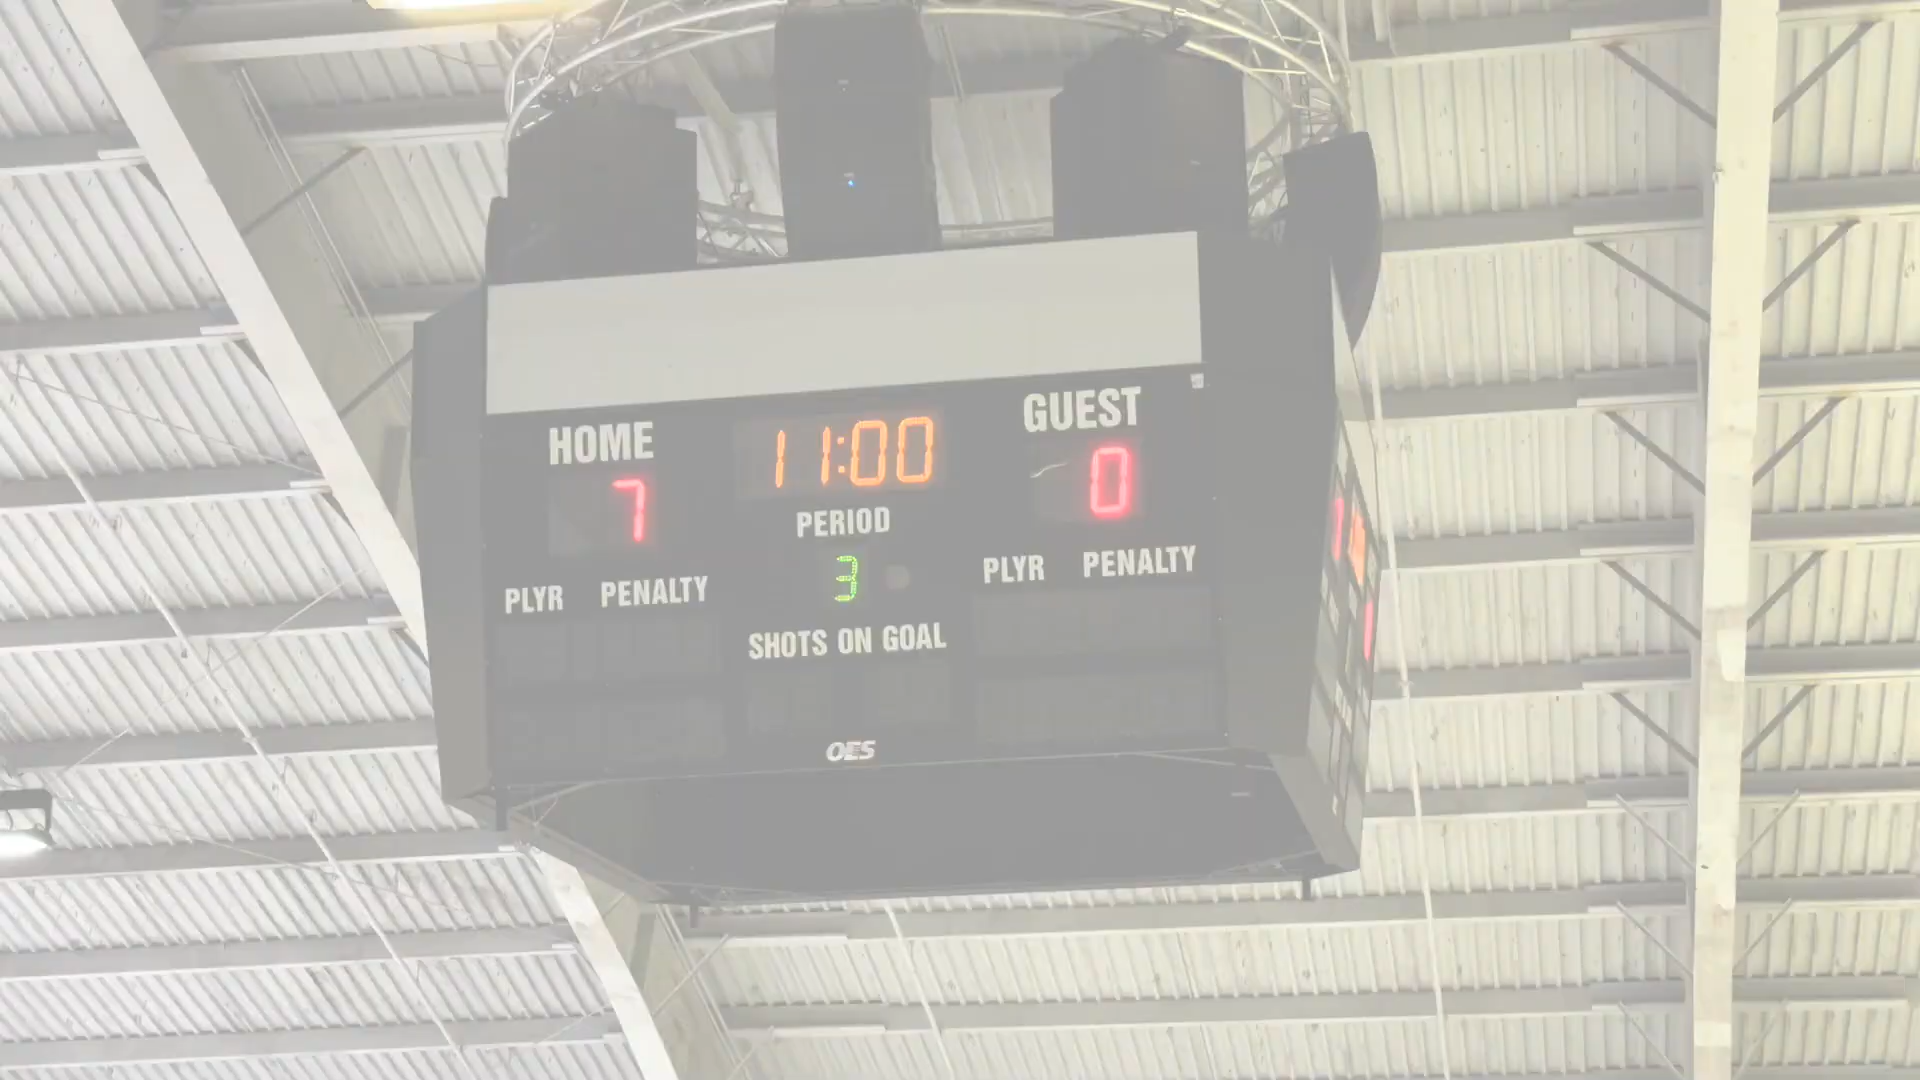 HOME
11:00
GUEST
7
0
PERIOD
3
PLYR PENALTY
PLYR PENALTY
SHOTS ON GOAL
OES